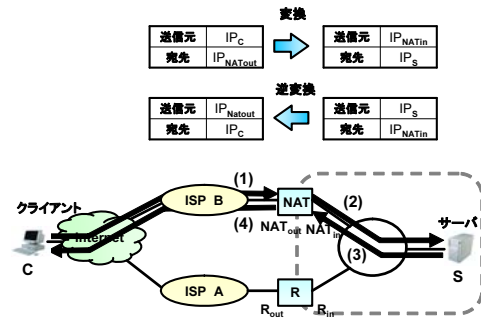 変換
送信元 IPC
宛先 IPNATout
送信元 IPNATin
宛先 IPS
逆変換
送信元 IPNatout
宛先 IPC
送信元 IPS
宛先 IPNATin
(1)
ISP B
NAT
(2)
クライアント
サーバ
Internet
(4)
NATout
NATin
(3)
C
S
ISP A
R
Rout
Rin